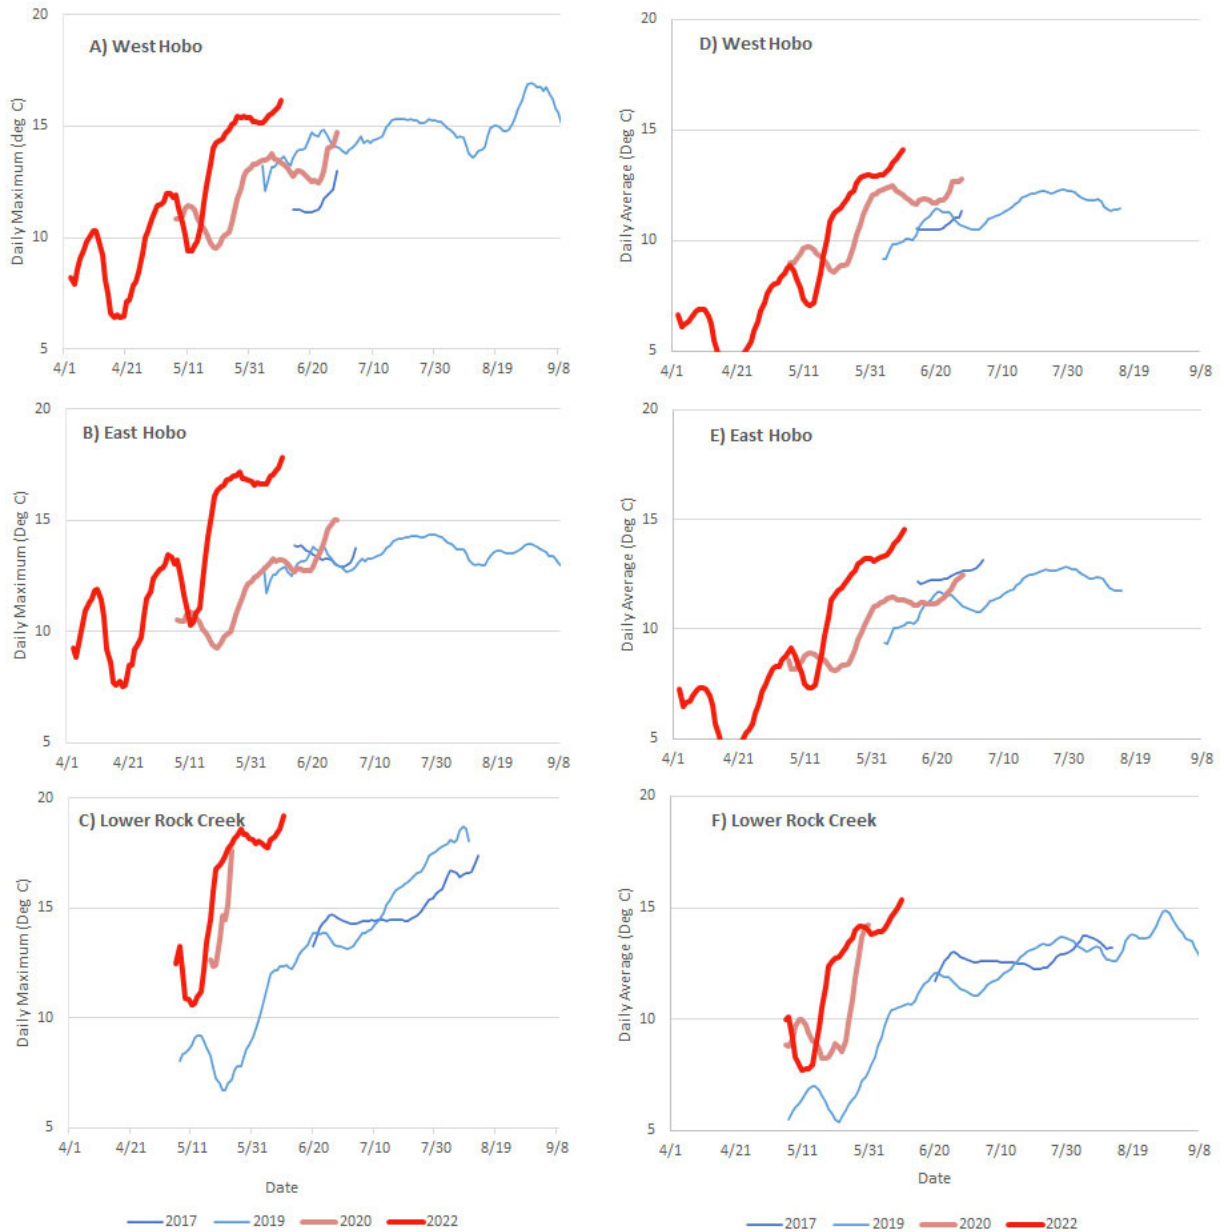 A) West Hobo
Daily Maximum (deg C)
20
15
10
5
4/1 4/21 5/11 5/31 6/20 7/10 7/30 8/19 9/8
D) West Hobo
Daily Average (Deg C)
20
15
10
5
4/1 4/21 5/11 5/31 6/20 7/10 7/30 8/19 9/8
B) East Hobo
Daily Maximum (Deg C)
20
15
10
5
4/1 4/21 5/11 5/31 6/20 7/10 7/30 8/19 9/8
E) East Hobo
Daily Average (Deg C)
20
15
10
5
4/1 4/21 5/11 5/31 6/20 7/10 7/30 8/19 9/8
C) Lower Rock Creek
Daily Maximum (Deg C)
20
15
10
5
4/1 4/21 5/11 5/31 6/20 7/10 7/30 8/19 9/8
Date
2017 2019 2020 2022
F) Lower Rock Creek
Daily Average (Deg C)
20
15
10
5
4/1 4/21 5/11 5/31 6/20 7/10 7/30 8/19 9/8
Date
2017 2019 2020 2022